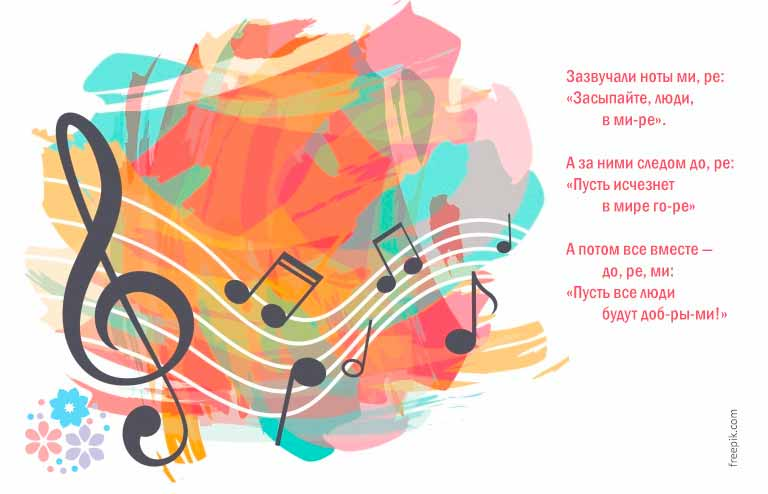 Зазвучали ноты ми, ре:
«Засыпайте, люди,
в ми-ре».
А за ними следом до, ре:
«Пусть исчезнет
в мире го-ре»
А потом все вместе —
до, ре, ми:
«Пусть все люди
будут доб-ры-ми!»
freepik.com